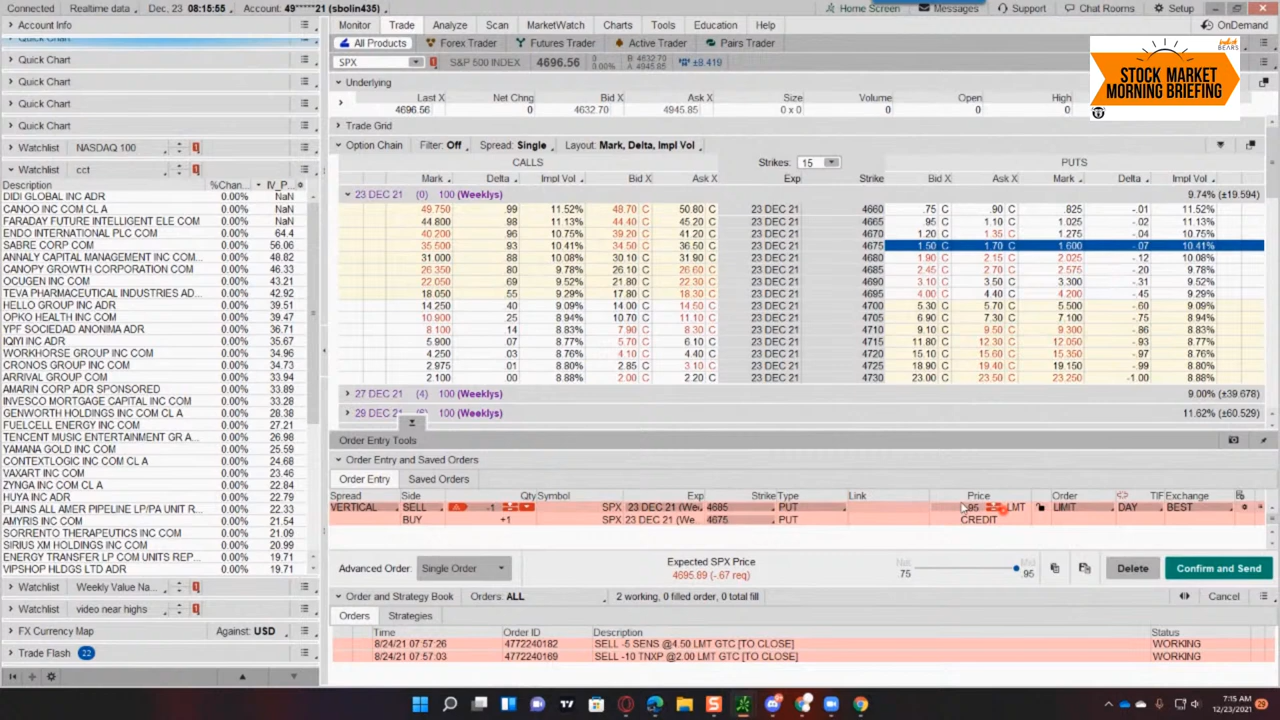 Connected Realtime data Dec, 23 08:15:55 Account: 49*****21 (sbolin435) Home Screen Messages Support Chat Rooms Setup
Account Info
Quick Chart
Quick Chart
Quick Chart
Quick Chart
Quick Chart
Watchlist NASDAQ 100
Watchlist cct
Description %Chan... IV_P...
DIDI GLOBAL INC ADR 0.00% NaN
CANOO INC COM CL A 0.00% NaN
FARADAY FUTURE INTELLIGENT ELE COM 0.00% NaN
ENDO INTERNATIONAL PLC COM 0.00% 64.4
SABRE CORP COM 0.00% 56.06
ANNALY CAPITAL MANAGEMENT INC COM... 0.00% 48.82
CANOPY GROWTH CORPORATION COM 0.00% 46.33
OCUGEN INC COM 0.00% 43.21
TEVA PHARMACEUTICAL INDUSTRIES AD... 0.00% 42.92
HELLO GROUP INC ADR 0.00% 39.51
OPKO HEALTH INC COM 0.00% 39.47
YPF SOCIEDAD ANONIMA ADR 0.00% 36.71
IQIYI INC ADR 0.00% 35.67
WORKHORSE GROUP INC COM 0.00% 34.96
CRONOS GROUP INC COM 0.00% 34.13
ARRIVAL GROUP COM 0.00% 33.94
AMARIN CORP ADR SPONSORED 0.00% 33.89
INVESCO MORTGAGE CAPITAL INC COM 0.00% 33.28
GENWORTH HOLDINGS INC COM CL A 0.00% 28.38
FUELCELL ENERGY INC COM 0.00% 27.21
TENCENT MUSIC ENTERTAINMENT GR A... 0.00% 26.98
YAMANA GOLD INC COM 0.00% 25.59
CONTEXTLOGIC INC COM CL A 0.00% 24.68
VAXART INC COM 0.00% 23.46
ZYNGA INC COM CL A 0.00% 22.86
HUYA INC ADR 0.00% 22.79
PLAINS ALL AMER PIPELINE LP/PA UNIT R... 0.00% 22.17
AMYRIS INC COM 0.00% 21.54
SORRENTO THERAPEUTICS INC COM 0.00% 21.09
SIRIUS XM HOLDINGS INC COM 0.00% 20.99
ENERGY TRANSFER LP COM UNITS REP... 0.00% 19.71
VIPSHOP HLDGS LTD ADR 0.00% 19.71
Watchlist Weekly Value Na...
Watchlist video near highs
FX Currency Map Against: USD
Trade Flash 22
Monitor Trade Analyze Scan MarketWatch Charts Tools Education Help OnDemand
All Products Forex Trader Futures Trader Active Trader Pairs Trader
SPX S&P 500 INDEX 4696.56 0 0.00% B: 4632.70 A: 4945.85 ±8.419
BEARS
STOCK MARKET
MORNING BRIEFING
Underlying
Last X Net Chng Bid X Ask X Size Volume Open High
4696.56 0 4632.70 4945.85 0 x 0 0 0 0
Trade Grid
Option Chain Filter: Off Spread: Single Layout: Mark, Delta, Impl Vol
CALLS Strikes: 15 PUTS
Mark Delta Impl Vol Bid X Ask X Exp Strike Bid X Ask X Mark Delta Impl Vol
23 DEC 21 (0) 100 (Weeklys) 9.74% (±19.594)
49.750 99 11.52% 48.70 C 50.80 C 23 DEC 21 4660 .75 C .90 C .825 -.01 11.52%
44.800 98 11.13% 44.40 C 45.20 C 23 DEC 21 4665 .95 C 1.10 C 1.025 -.02 11.13%
40.200 96 10.75% 39.20 C 41.20 C 23 DEC 21 4670 1.20 C 1.35 C 1.275 -.04 10.75%
35.500 93 10.41% 34.50 C 36.50 C 23 DEC 21 4675 1.50 C 1.70 C 1.600 -.07 10.41%
31.000 88 10.08% 30.10 C 31.90 C 23 DEC 21 4680 1.90 C 2.15 C 2.025 -.12 10.08%
26.350 80 9.78% 26.10 C 26.60 C 23 DEC 21 4685 2.45 C 2.70 C 2.575 -.20 9.78%
22.050 69 9.52% 21.80 C 22.30 C 23 DEC 21 4690 3.10 C 3.50 C 3.300 -.31 9.52%
18.050 55 9.29% 17.80 C 18.30 C 23 DEC 21 4695 4.00 C 4.40 C 4.200 -.45 9.29%
14.250 40 9.09% 14.00 C 14.50 C 23 DEC 21 4700 5.30 C 5.70 C 5.500 -.60 9.09%
10.900 25 8.94% 10.70 C 11.10 C 23 DEC 21 4705 6.90 C 7.30 C 7.100 -.75 8.94%
8.100 14 8.83% 7.90 C 8.30 C 23 DEC 21 4710 9.10 C 9.50 C 9.300 -.86 8.83%
5.900 07 8.77% 5.70 C 6.10 C 23 DEC 21 4715 11.80 C 12.30 C 12.050 -.93 8.77%
4.250 03 8.76% 4.10 C 4.40 C 23 DEC 21 4720 15.10 C 15.60 C 15.350 -.97 8.76%
2.975 01 8.80% 2.85 C 3.10 C 23 DEC 21 4725 18.90 C 19.40 C 19.150 -.99 8.80%
2.100 00 8.88% 2.00 C 2.20 C 23 DEC 21 4730 23.00 C 23.50 C 23.250 -1.00 8.88%
27 DEC 21 (4) 100 (Weeklys) 9.00% (±39.678)
29 DEC 21 (6) 100 (Weeklys) 11.62% (±60.529)
Order Entry Tools
Order Entry and Saved Orders
Order Entry Saved Orders
Spread Side Qty Symbol Exp Strike Type Link Price Order TIF Exchange
VERTICAL SELL -1 SPX 23 DEC 21 (We... 4685 PUT .95 LMT LIMIT DAY BEST
BUY +1 SPX 23 DEC 21 (We... 4675 PUT CREDIT
Advanced Order: Single Order Expected SPX Price 4695.89 (-.67 req) Nat .75 Mid .95 Delete Confirm and Send
Order and Strategy Book Orders: ALL 2 working, 0 filled order, 0 total fill Cancel
Orders Strategies
Time Order ID Description Status
8/24/21 07:57:26 4772240182 SELL -5 SENS @4.50 LMT GTC [TO CLOSE] WORKING
8/24/21 07:57:03 4772240169 SELL -10 TNXP @2.00 LMT GTC [TO CLOSE] WORKING
7:15 AM
12/23/2021